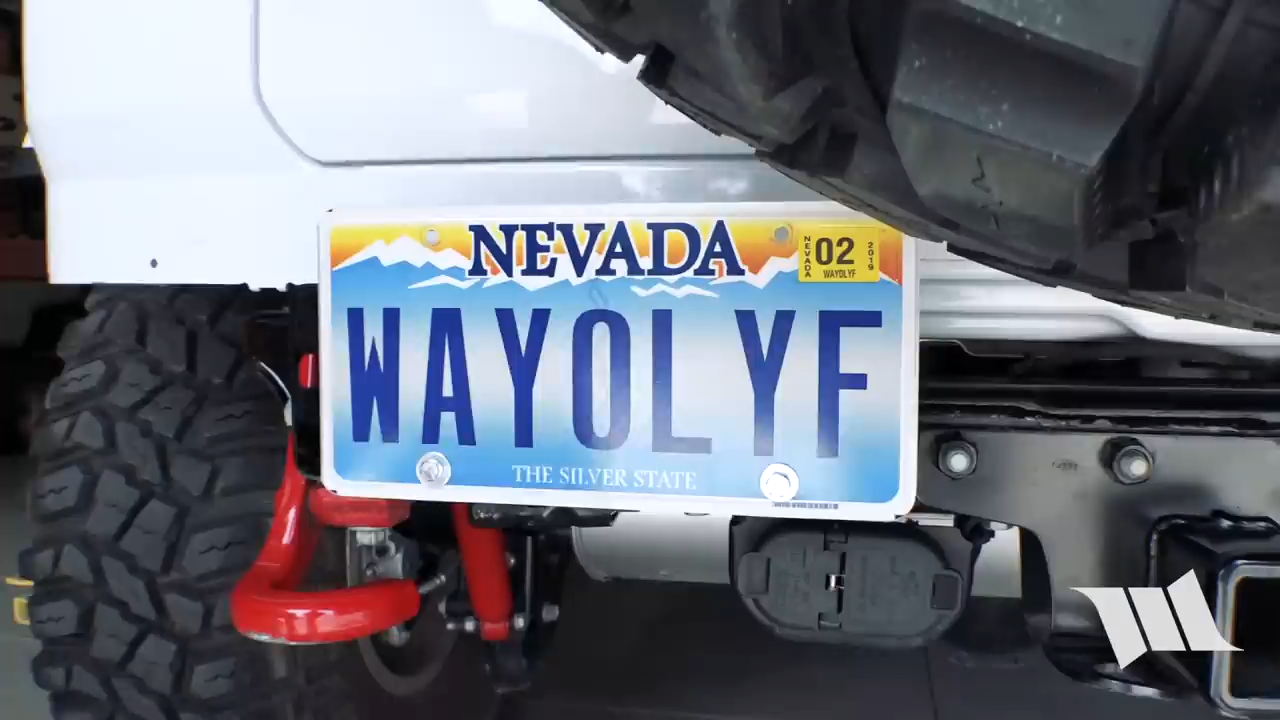 NEVADA
NEVADA 02 2019
WAYOLYF
WAYOLYF
THE SILVER STATE